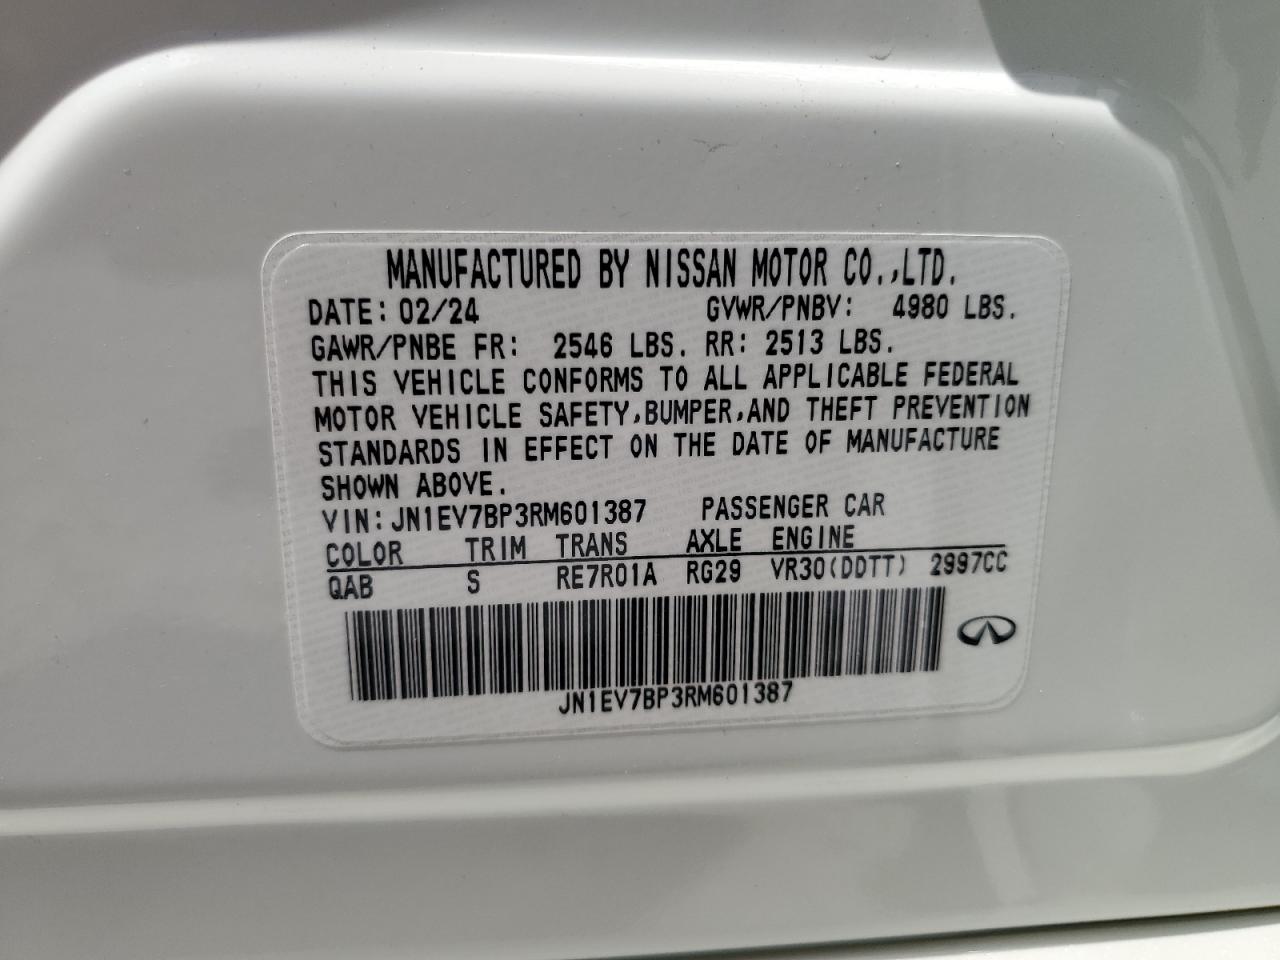 MANUFACTURED BY NISSAN MOTOR CO.,LTD.
DATE: 02/24 GVWR/PNBV: 4980 LBS.
GAWR/PNBE FR: 2546 LBS. RR: 2513 LBS.
THIS VEHICLE CONFORMS TO ALL APPLICABLE FEDERAL
MOTOR VEHICLE SAFETY,BUMPER,AND THEFT PREVENTION
STANDARDS IN EFFECT ON THE DATE OF MANUFACTURE
SHOWN ABOVE.
VIN: JN1EV7BP3RM601387 PASSENGER CAR
COLOR TRIM TRANS AXLE ENGINE
QAB S RE7R01A RG29 VR30(DDTT) 2997CC
JN1EV7BP3RM601387